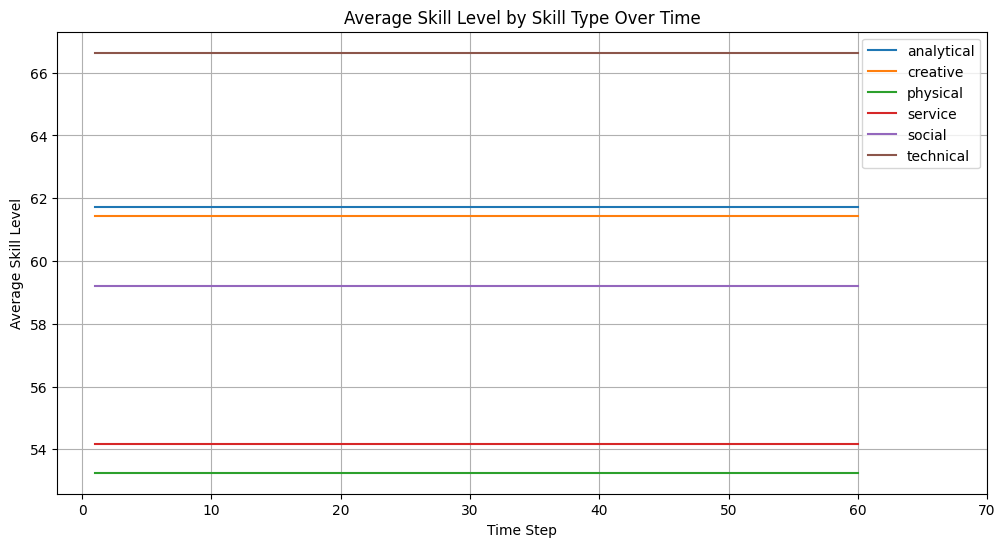 Average Skill Level by Skill Type Over Time
Average Skill Level
66
64
62
60
58
56
54
0 10 20 30 40 50 60 70
Time Step
analytical
creative
physical
service
social
technical